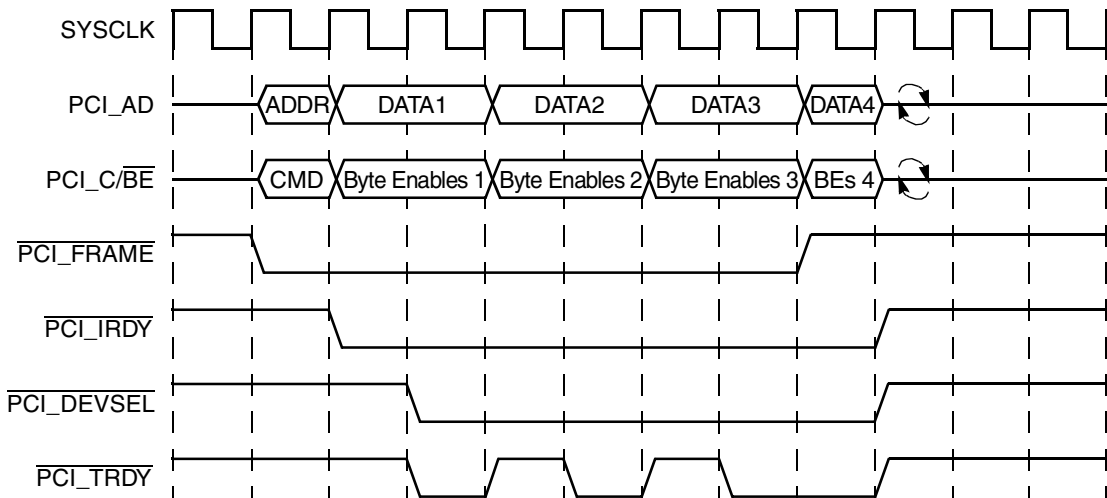 SYSCLK
PCI_AD
ADDR
DATA1
DATA2
DATA3
DATA4
PCI_C/BE
CMD
Byte Enables 1
Byte Enables 2
Byte Enables 3
BEs 4
PCI_FRAME
PCI_IRDY
PCI_DEVSEL
PCI_TRDY